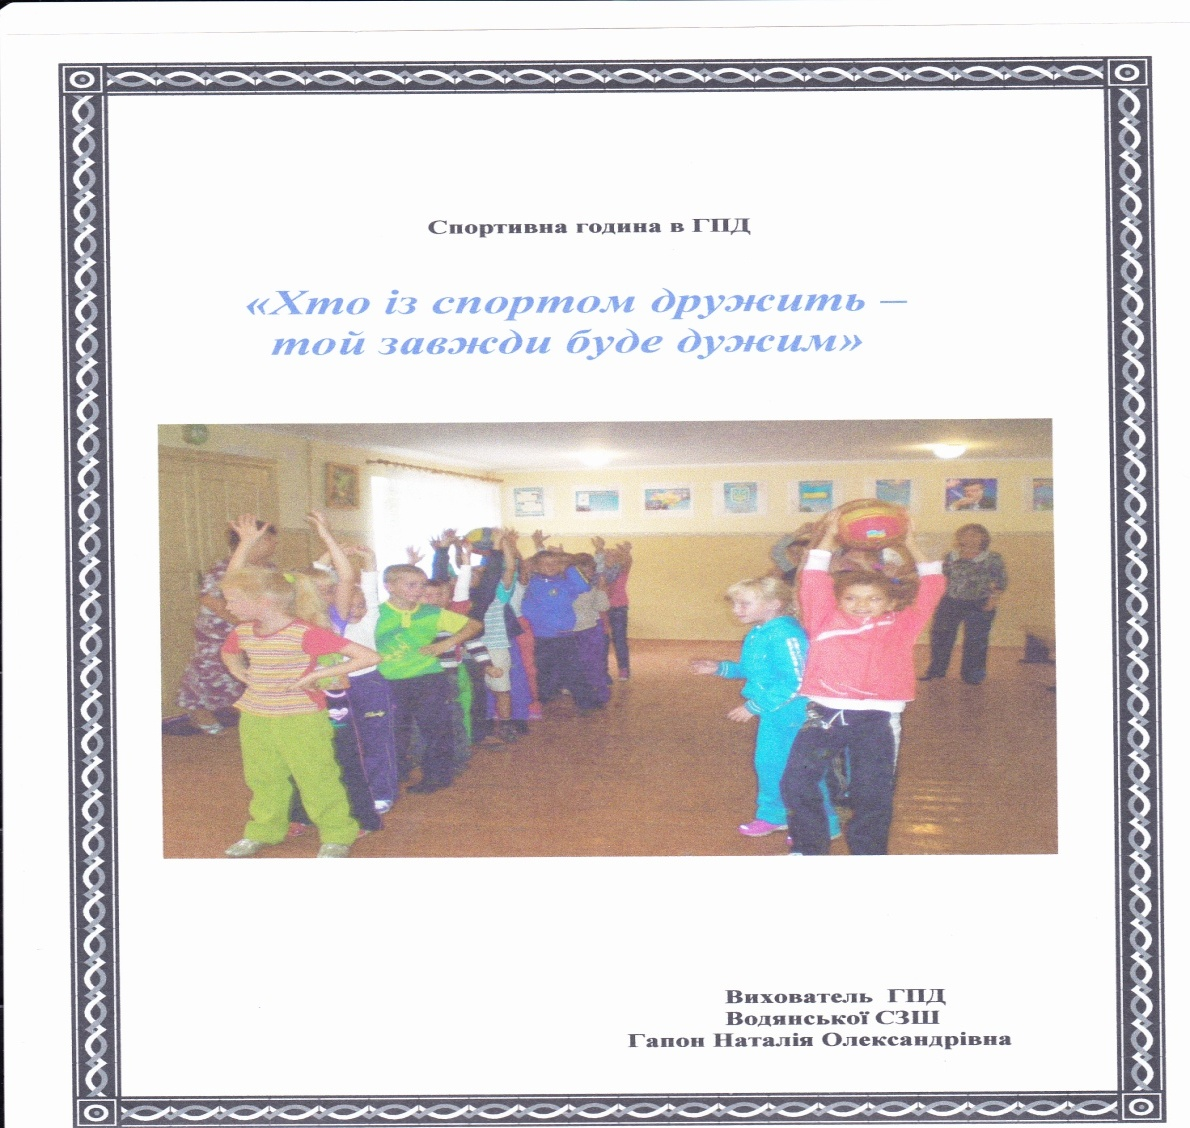 Спортивна година в ГПД
«Хто із спортом дружить –
той завжди буде дужим»
Вихователь ГПД
Водянської СЗШ
Гапон Наталія Олександрівна